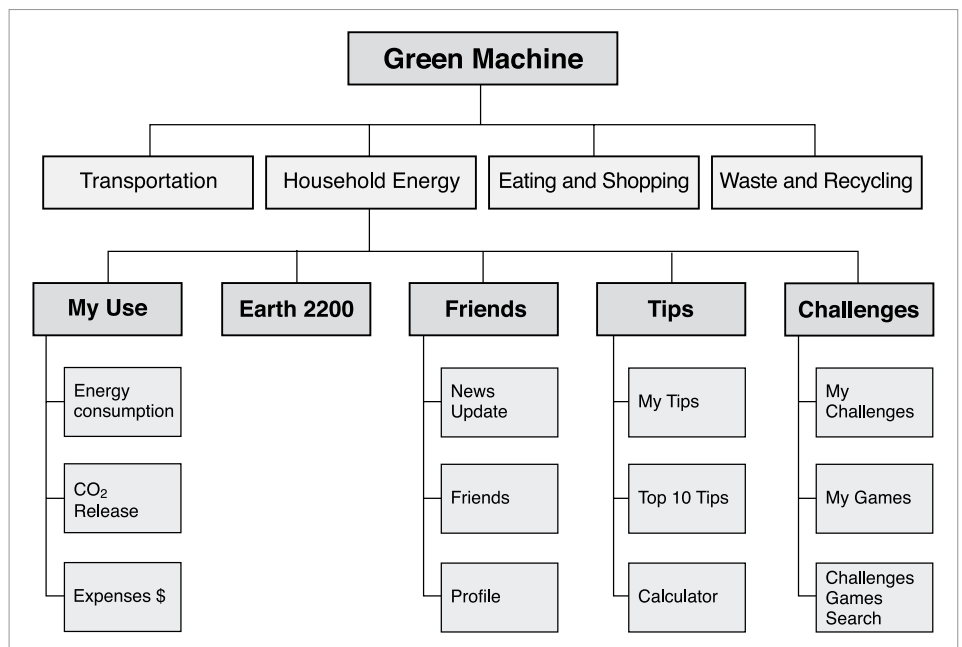 Green Machine
Transportation
Household Energy
Eating and Shopping
Waste and Recycling
My Use
Earth 2200
Friends
Tips
Challenges
Energy
consumption
CO₂
Release
Expenses $
News
Update
Friends
Profile
My Tips
Top 10 Tips
Calculator
My
Challenges
My Games
Challenges
Games
Search